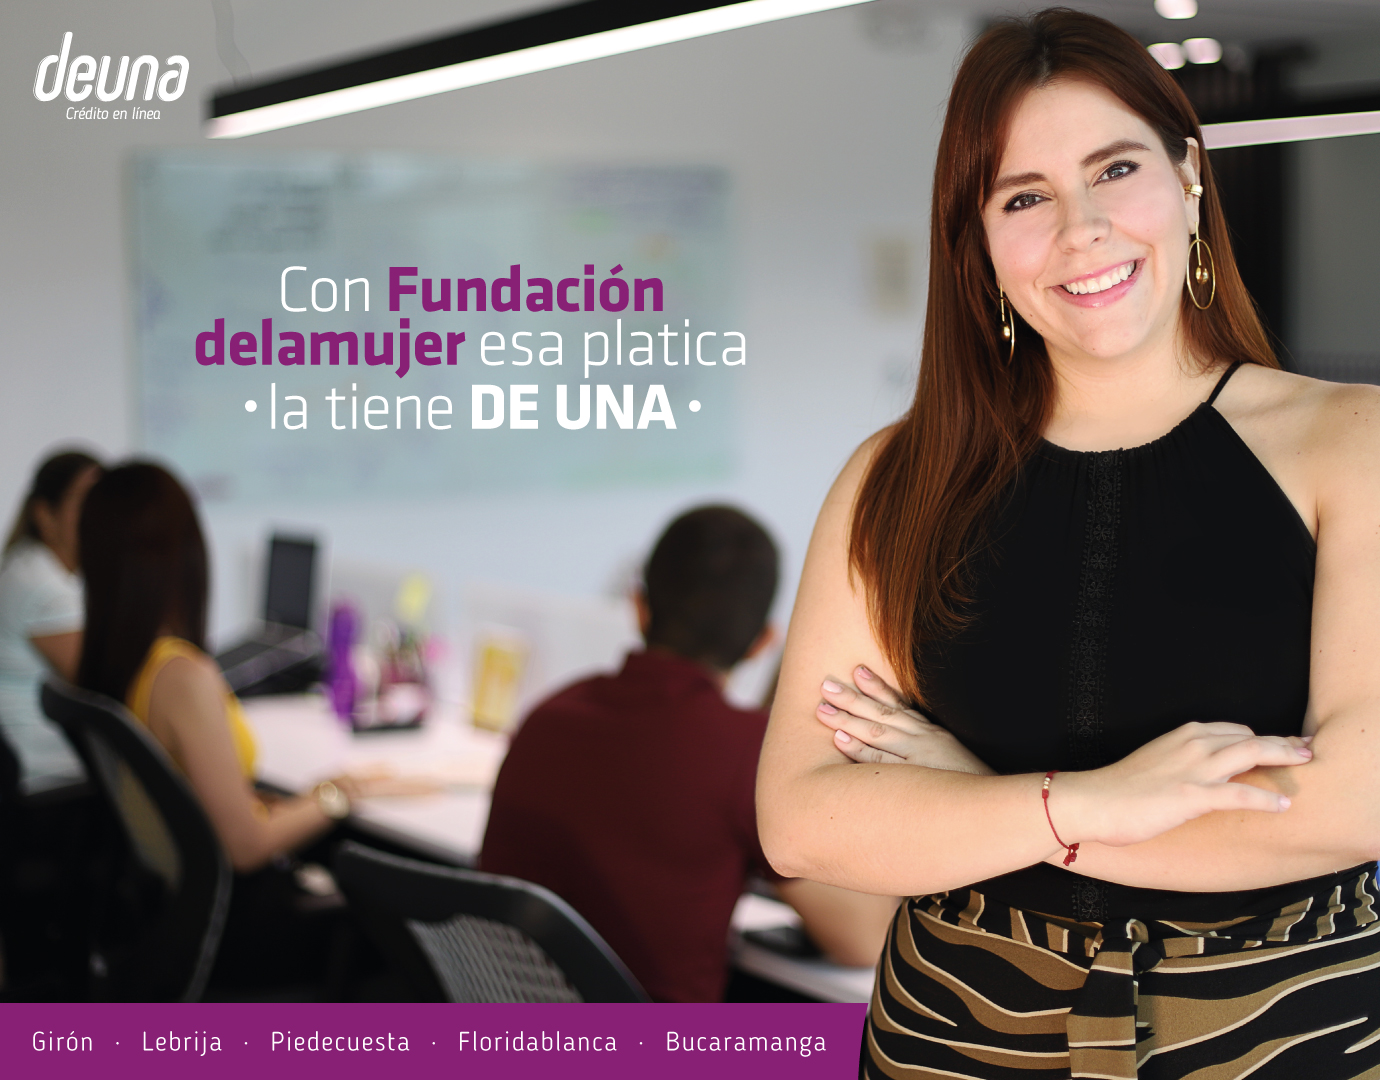 deuna
Crédito en línea
Con Fundación
delamujer esa platica
• la tiene DE UNA •
Girón · Lebrija · Piedecuesta · Floridablanca · Bucaramanga